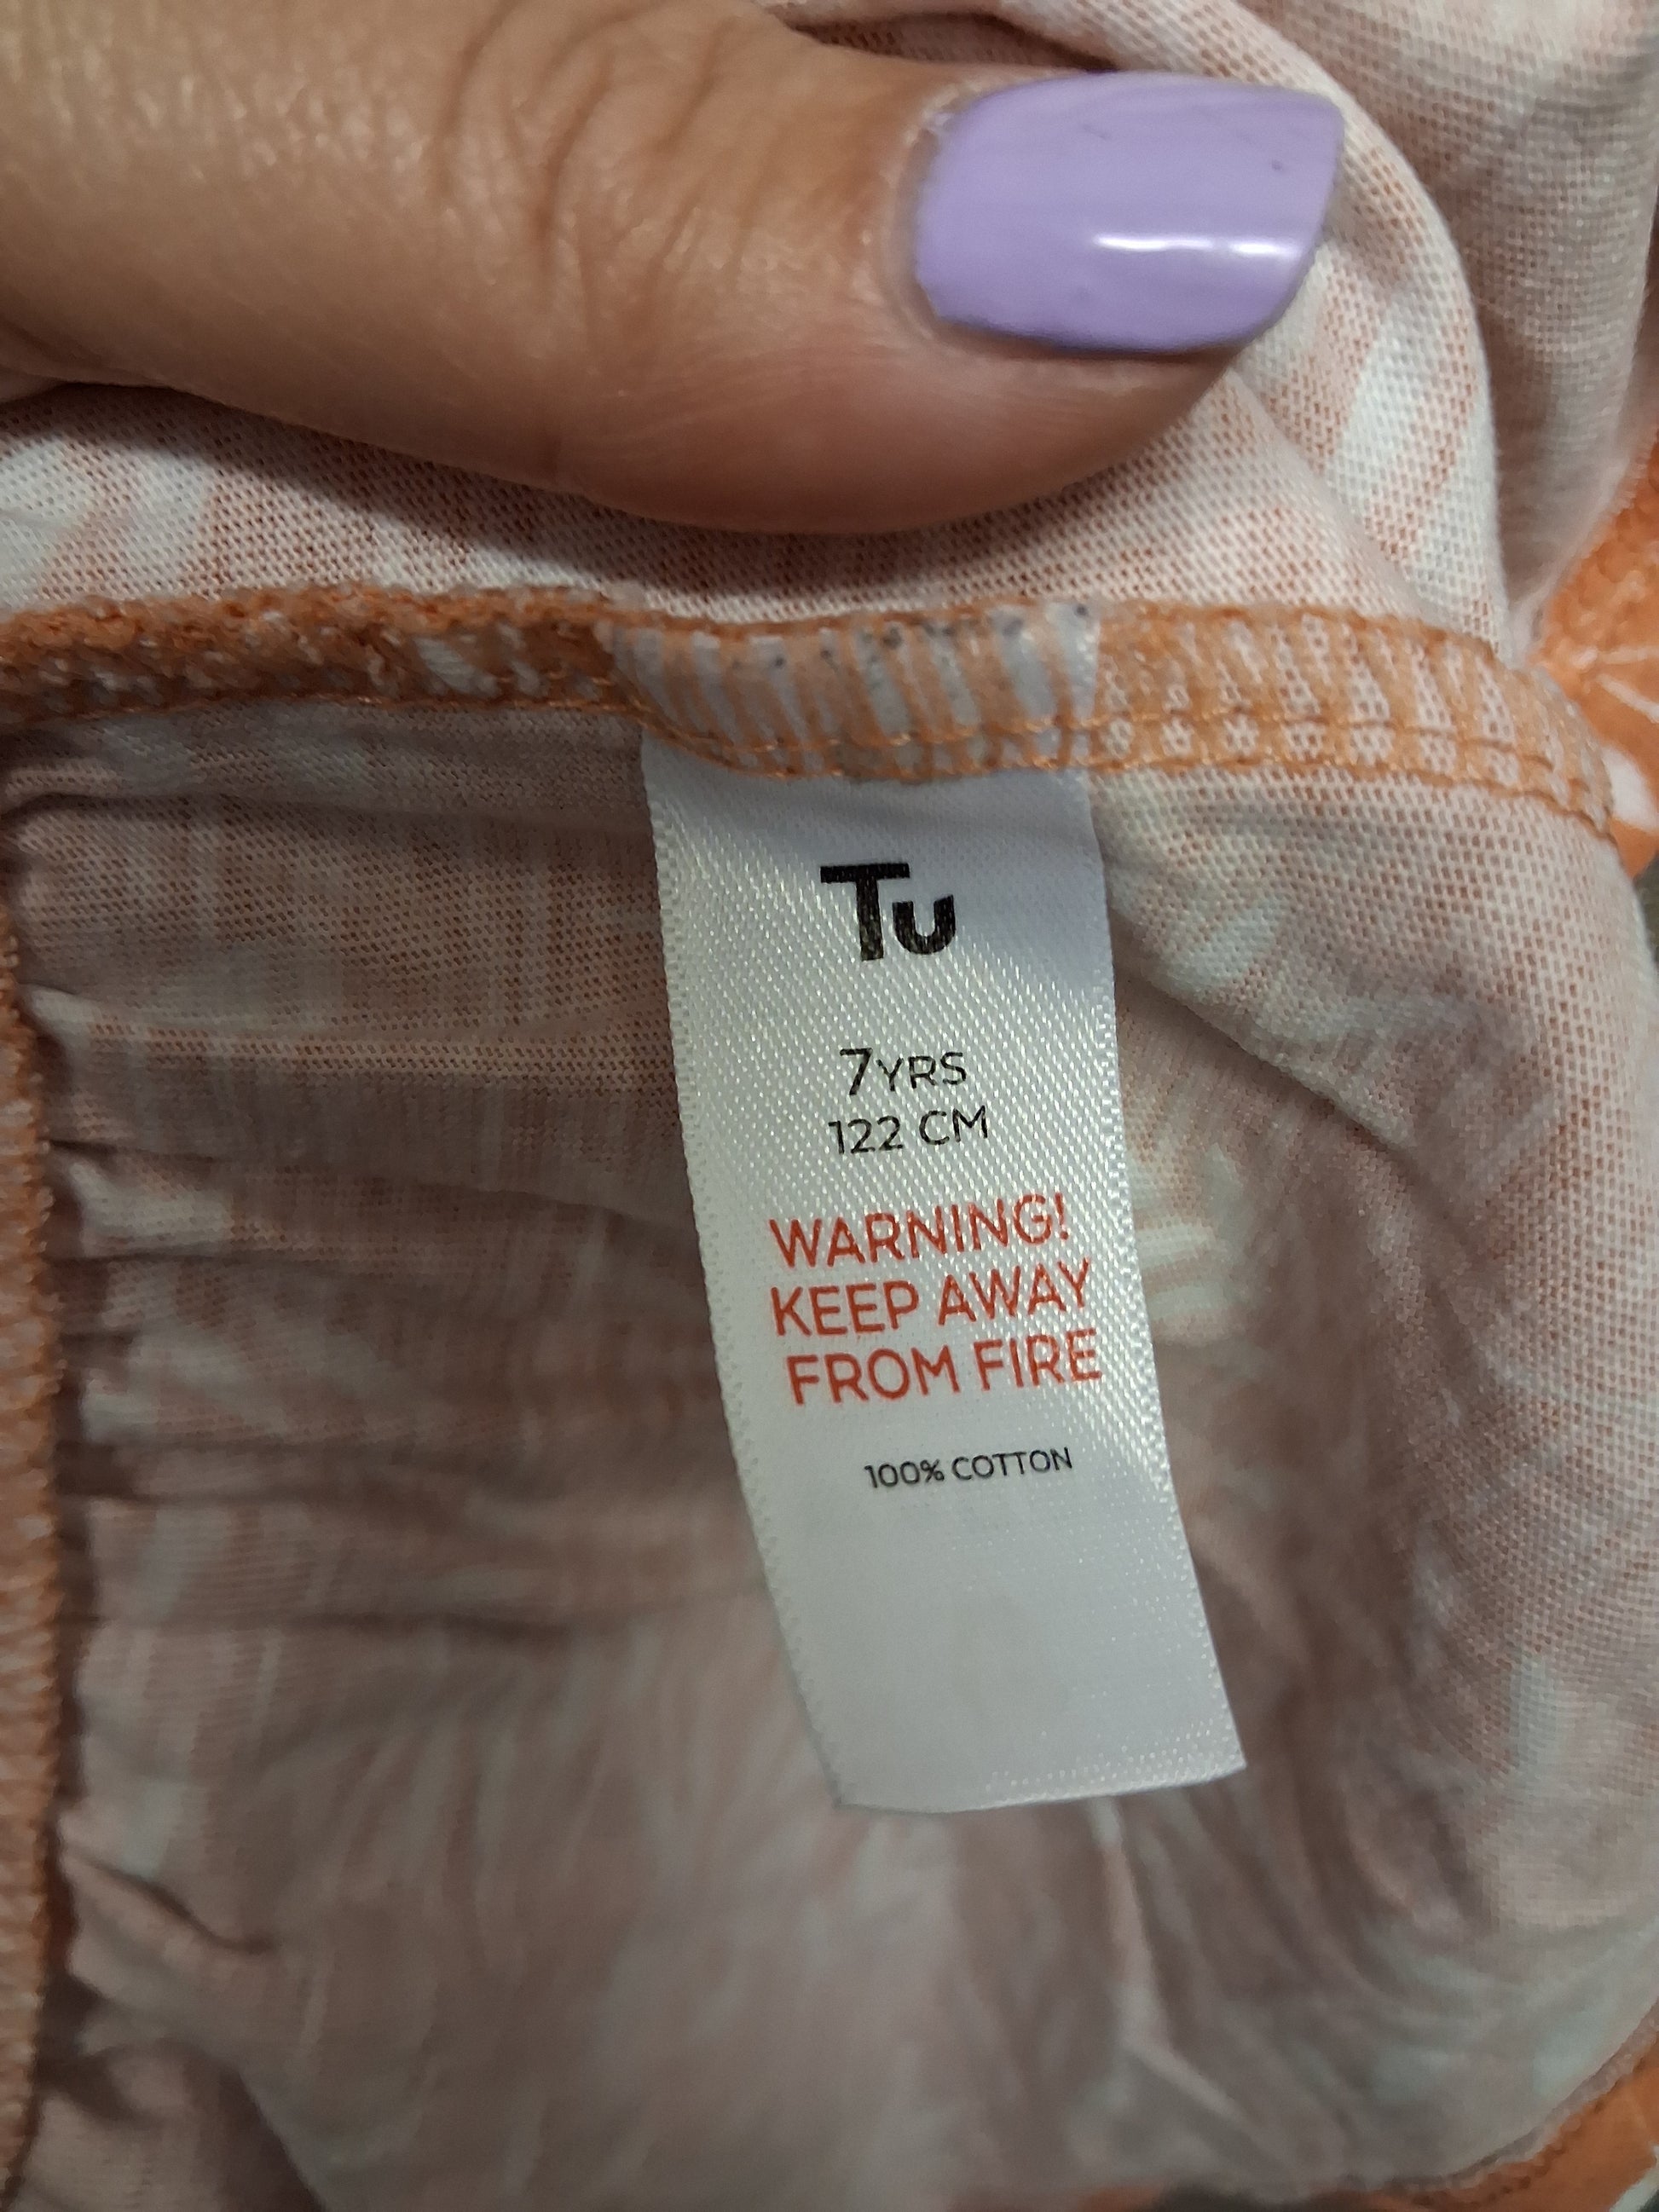 Tu
7YRS
122 CM
WARNING!
KEEP AWAY
FROM FIRE
100% COTTON